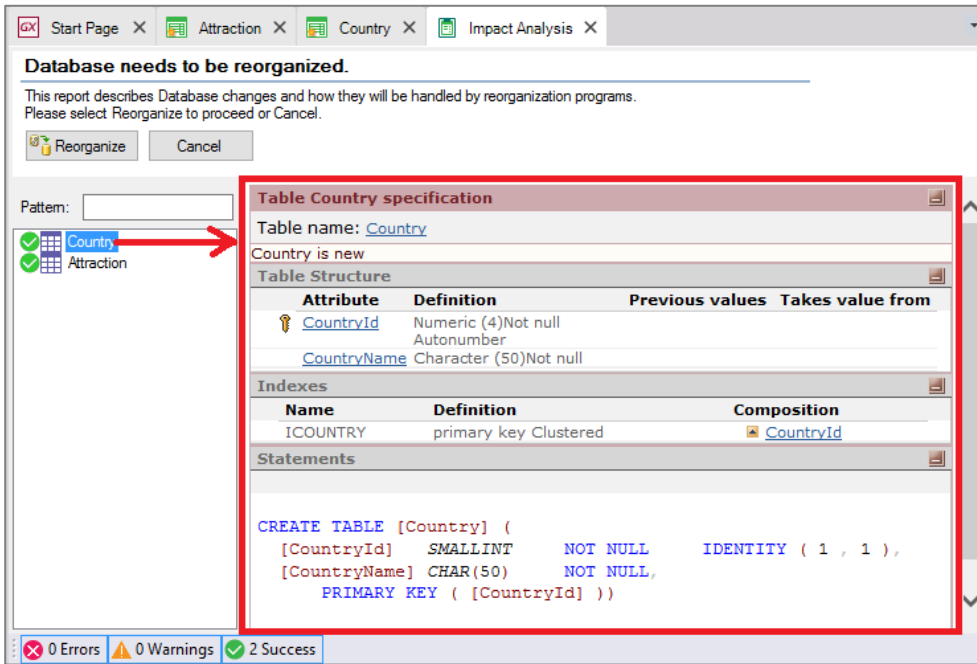 GX Start Page X Attraction X Country X Impact Analysis X
Database needs to be reorganized.
This report describes Database changes and how they will be handled by reorganization programs.
Please select Reorganize to proceed or Cancel.
Reorganize Cancel
Pattern:
Country
Attraction
Table Country specification
Table name: Country
Country is new
Table Structure
Attribute Definition Previous values Takes value from
CountryId Numeric (4)Not null
Autonumber
CountryName Character (50)Not null
Indexes
Name Definition Composition
ICOUNTRY primary key Clustered CountryId
Statements
CREATE TABLE [Country] (
[CountryId] SMALLINT NOT NULL IDENTITY ( 1 , 1 ),
[CountryName] CHAR(50) NOT NULL,
PRIMARY KEY ( [CountryId] ))
0 Errors 0 Warnings 2 Success